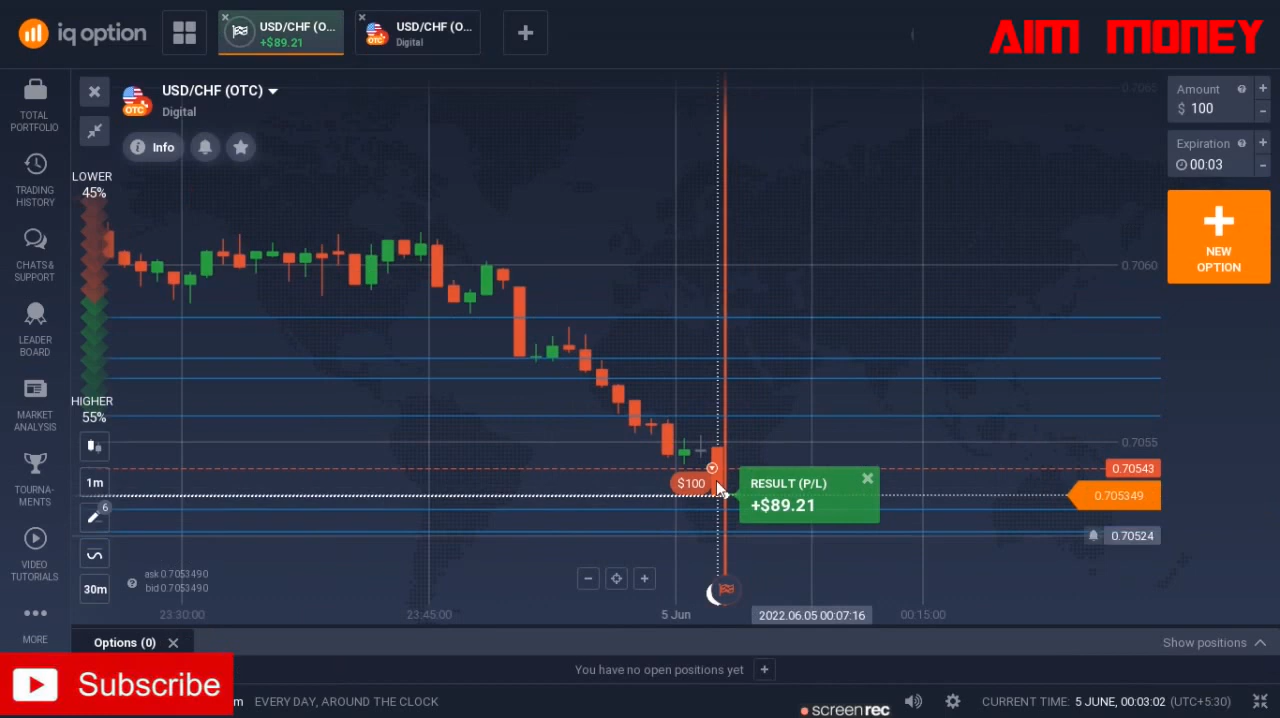 iq option
USD/CHF (O...
+$89.21
USD/CHF (O...
OTC
Digital
AIM MONEY
TOTAL
PORTFOLIO
TRADING
HISTORY
CHATS &
SUPPORT
LEADER
BOARD
MARKET
ANALYSIS
TOURNA-
MENTS
VIDEO
TUTORIALS
MORE
USD/CHF (OTC)
OTC
Digital
Info
LOWER
45%
HIGHER
55%
1m
6
30m
ask 0.7053490
bid 0.7053490
0.7065
0.7060
0.7055
0.70543
0.705349
0.70524
$100
RESULT (P/L)
+$89.21
23:30:00
23:45:00
5 Jun
2022.06.05 00:07:16
00:15:00
Amount
$ 100
Expiration
00:03
NEW
OPTION
Options (0)
Show positions
You have no open positions yet
Subscribe
m
EVERY DAY, AROUND THE CLOCK
screenrec
CURRENT TIME: 5 JUNE, 00:03:02 (UTC+5:30)